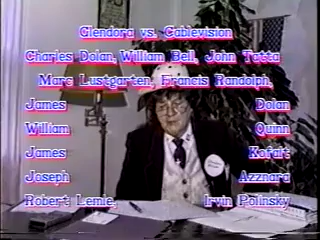 Glendora vs. Cablevision
Charles Dolan, William Bell, John Tatta
Marc Lustgarten, Francis Randolph,
James Dolan
William Quinn
James Kofalt
Joseph Azznara
Robert Lemle, Irvin Polinsky